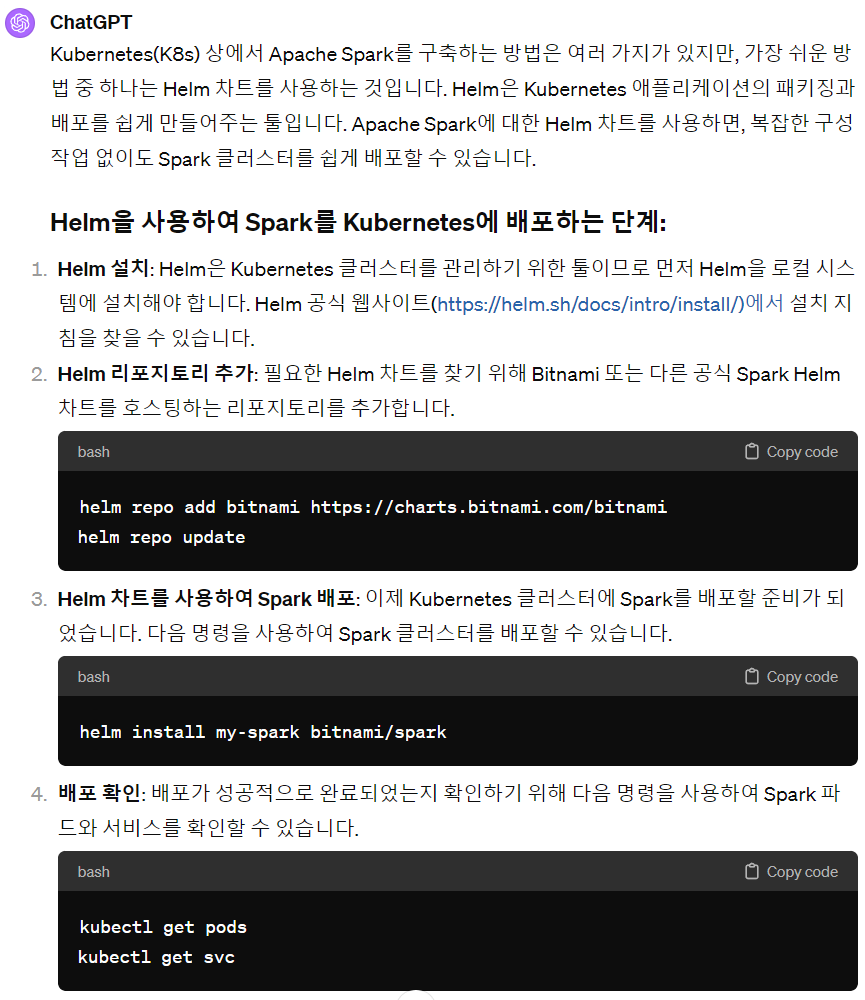 ChatGPT
Kubernetes(K8s) 상에서 Apache Spark를 구축하는 방법은 여러 가지가 있지만, 가장 쉬운 방
법 중 하나는 Helm 차트를 사용하는 것입니다. Helm은 Kubernetes 애플리케이션의 패키징과
배포를 쉽게 만들어주는 툴입니다. Apache Spark에 대한 Helm 차트를 사용하면, 복잡한 구성
작업 없이도 Spark 클러스터를 쉽게 배포할 수 있습니다.
Helm을 사용하여 Spark를 Kubernetes에 배포하는 단계:
1. Helm 설치: Helm은 Kubernetes 클러스터를 관리하기 위한 툴이므로 먼저 Helm을 로컬 시스
템에 설치해야 합니다. Helm 공식 웹사이트(https://helm.sh/docs/intro/install/)에서 설치 지
침을 찾을 수 있습니다.
2. Helm 리포지토리 추가: 필요한 Helm 차트를 찾기 위해 Bitnami 또는 다른 공식 Spark Helm
차트를 호스팅하는 리포지토리를 추가합니다.
bash Copy code
helm repo add bitnami https://charts.bitnami.com/bitnami
helm repo update
3. Helm 차트를 사용하여 Spark 배포: 이제 Kubernetes 클러스터에 Spark를 배포할 준비가 되
었습니다. 다음 명령을 사용하여 Spark 클러스터를 배포할 수 있습니다.
bash Copy code
helm install my-spark bitnami/spark
4. 배포 확인: 배포가 성공적으로 완료되었는지 확인하기 위해 다음 명령을 사용하여 Spark 파
드와 서비스를 확인할 수 있습니다.
bash Copy code
kubectl get pods
kubectl get svc